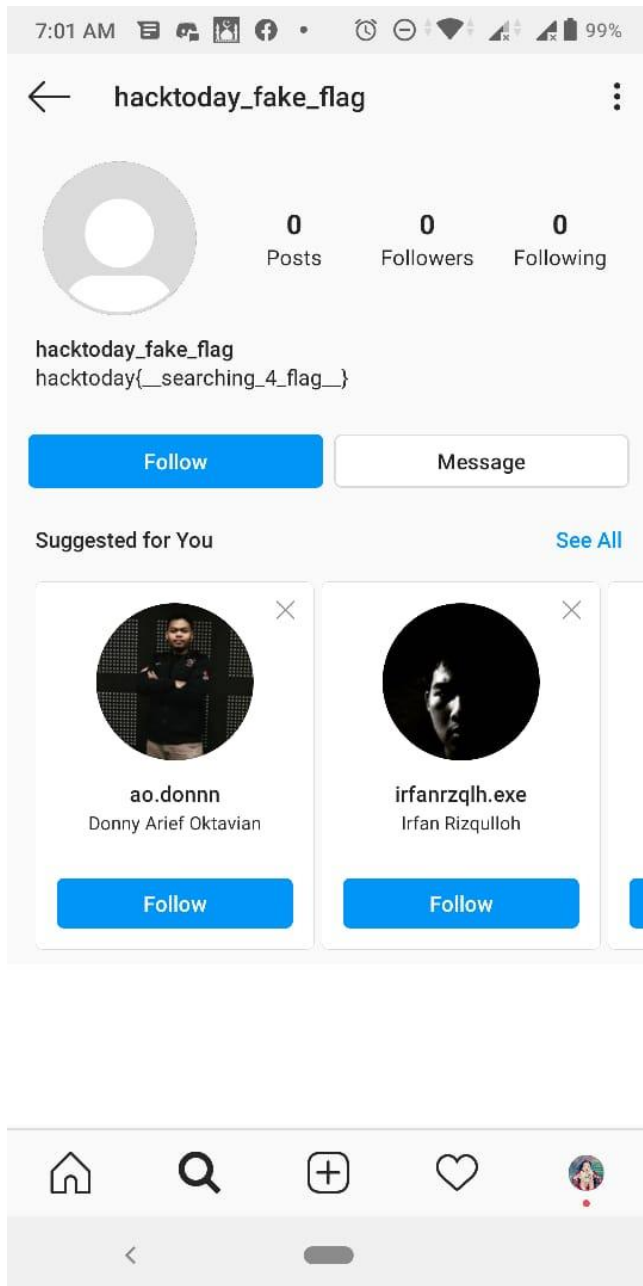 7:01 AM 99%
hacktoday_fake_flag
0 0 0
Posts Followers Following
hacktoday_fake_flag
hacktoday{__searching_4_flag__}
Follow Message
Suggested for You See All
ao.donnn
Donny Arief Oktavian
Follow
irfanrzqlh.exe
Irfan Rizqulloh
Follow